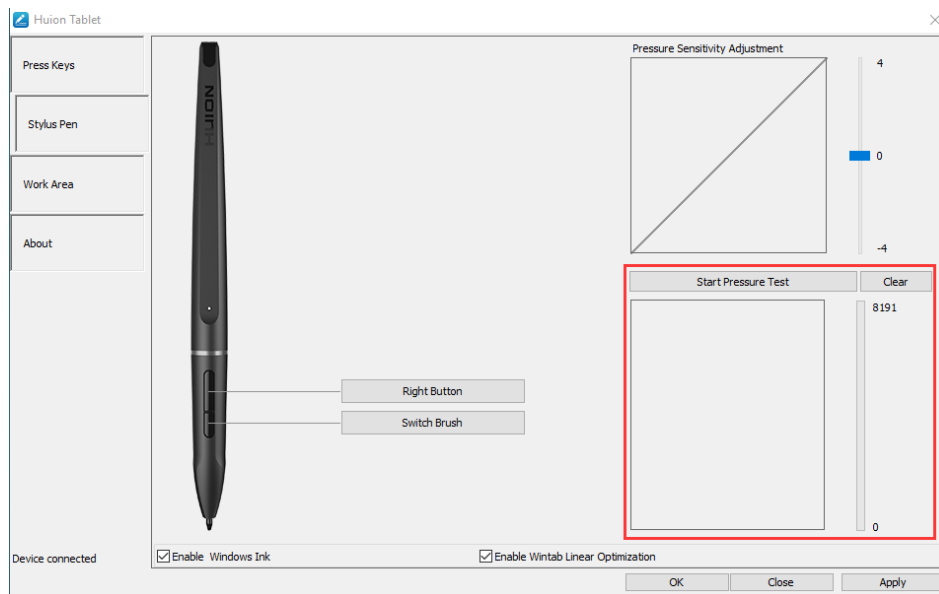 Huion Tablet
Press Keys
Stylus Pen
Work Area
About
Device connected
HUION
Right Button
Switch Brush
Pressure Sensitivity Adjustment
4
0
-4
Start Pressure Test
Clear
8191
0
Enable Windows Ink
Enable Wintab Linear Optimization
OK
Close
Apply